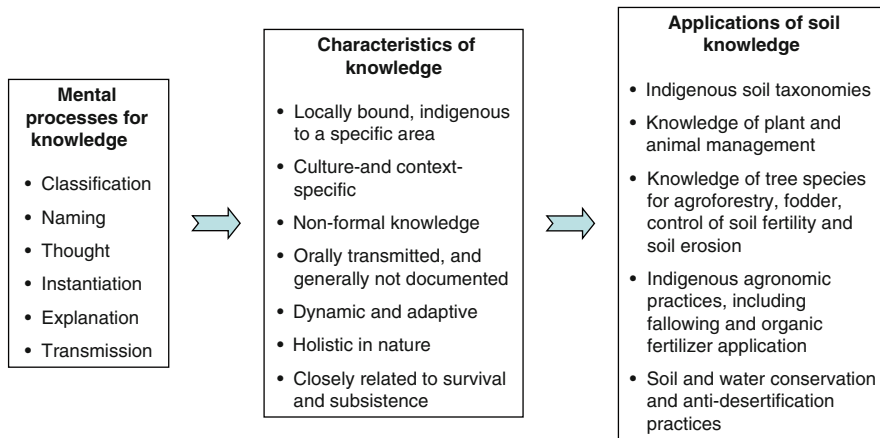 Mental
processes for
knowledge
• Classification
• Naming
• Thought
• Instantiation
• Explanation
• Transmission
Characteristics of
knowledge
• Locally bound, indigenous
to a specific area
• Culture-and context-
specific
• Non-formal knowledge
• Orally transmitted, and
generally not documented
• Dynamic and adaptive
• Holistic in nature
• Closely related to survival
and subsistence
Applications of soil
knowledge
• Indigenous soil taxonomies
• Knowledge of plant and
animal management
• Knowledge of tree species
for agroforestry, fodder,
control of soil fertility and
soil erosion
• Indigenous agronomic
practices, including
fallowing and organic
fertilizer application
• Soil and water conservation
and anti-desertification
practices